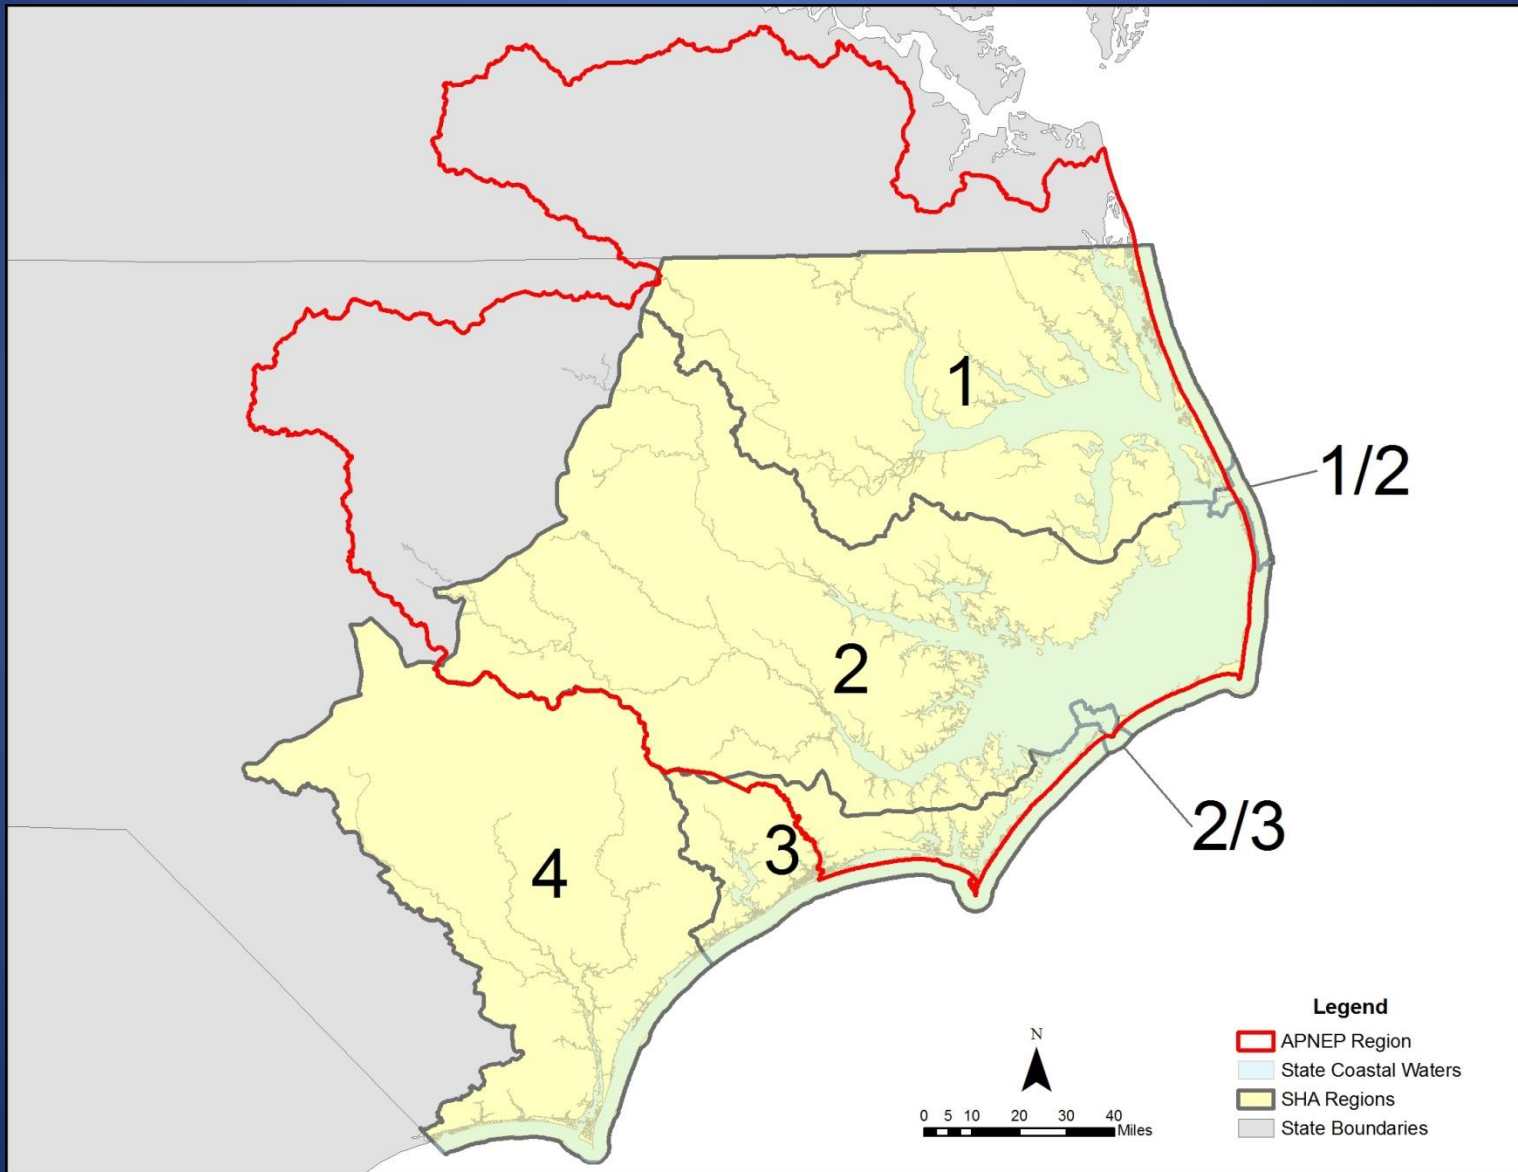 1
1/2
2
2/3
3
4
N
0 5 10 20 30 40
Miles
Legend
APNEP Region
State Coastal Waters
SHA Regions
State Boundaries